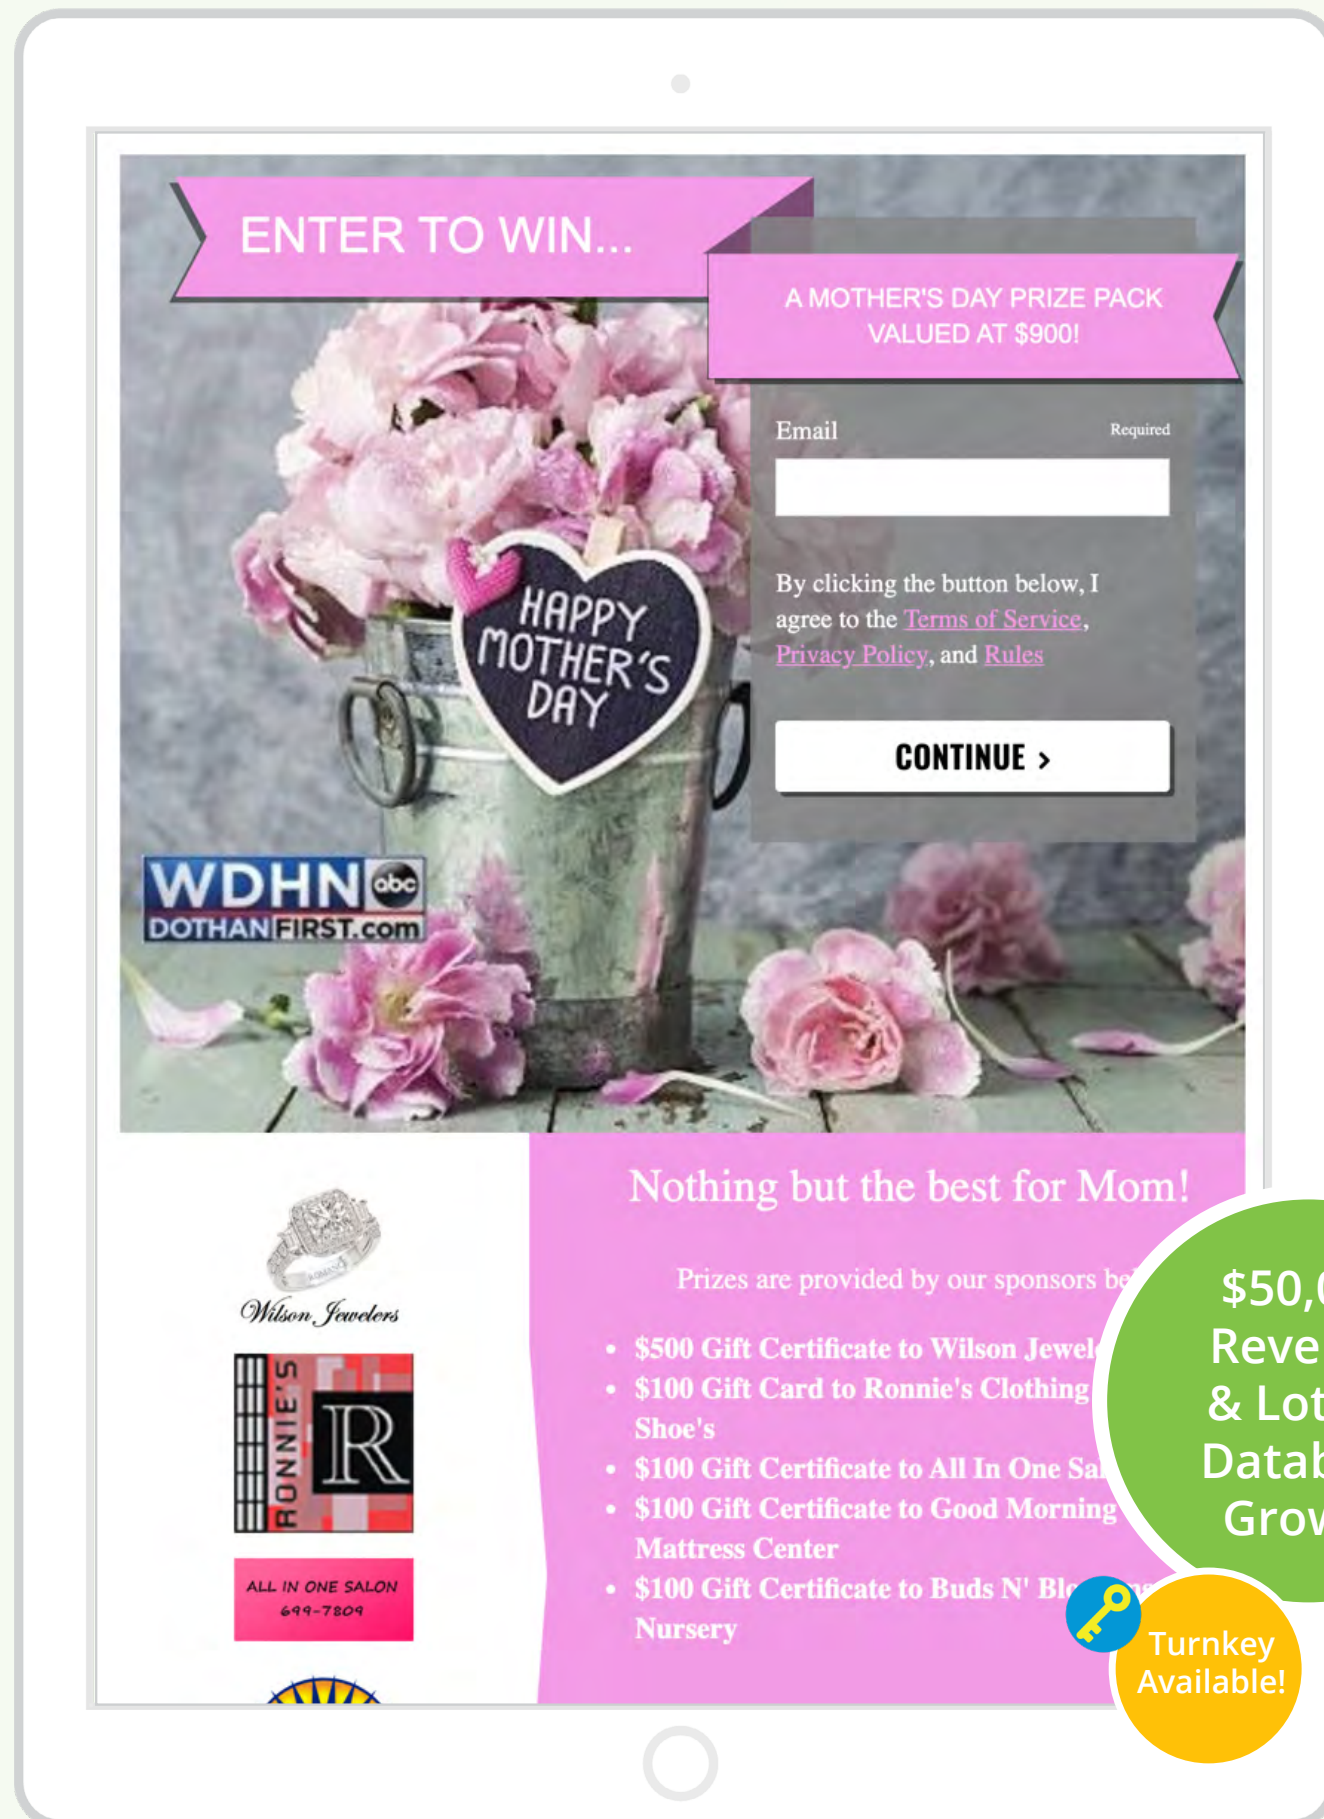 ENTER TO WIN...
A MOTHER'S DAY PRIZE PACK
VALUED AT $900!
Email
Required
By clicking the button below, I
agree to the Terms of Service,
Privacy Policy, and Rules
CONTINUE >
HAPPY
MOTHER'S
DAY
WDHN abc
DOTHANFIRST.com
Wilson Jewelers
RONNIE'S
R
ALL IN ONE SALON
699-7809
Nothing but the best for Mom!
Prizes are provided by our sponsors
• $500 Gift Certificate to Wilson
• $100 Gift Card to Ronnie's Clothing
Shoe's
• $100 Gift Certificate to All In One
• $100 Gift Certificate to Good Morning
Mattress Center
• $100 Gift Certificate to Buds N'
Nursery
&
Turnkey
Available!